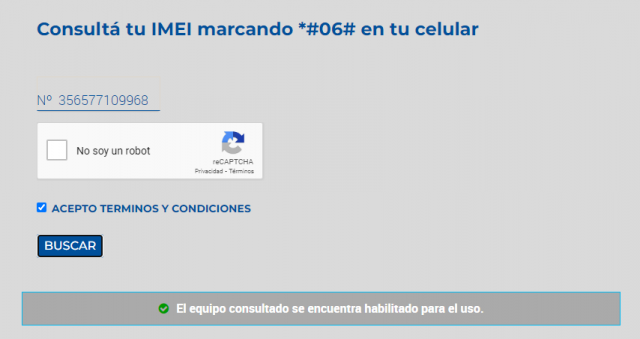 Consultá tu IMEI marcando *#06# en tu celular
Nº 356577109968
No soy un robot
reCAPTCHA
Privacidad - Términos
ACEPTO TERMINOS Y CONDICIONES
BUSCAR
El equipo consultado se encuentra habilitado para el uso.